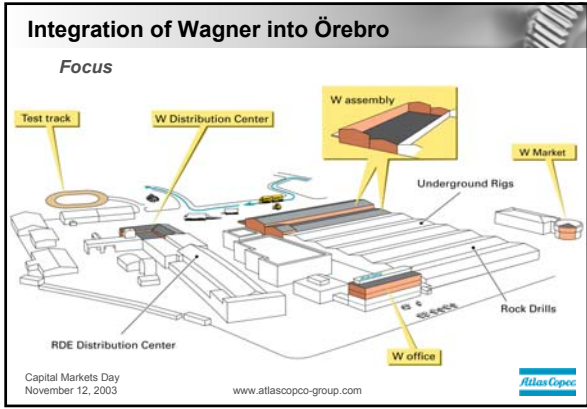 Integration of Wagner into Örebro
Focus
W assembly
Test track
W Distribution Center
W Market
Underground Rigs
Rock Drills
RDE Distribution Center
W office
Capital Markets Day
November 12, 2003
www.atlascopco-group.com
Atlas Copco